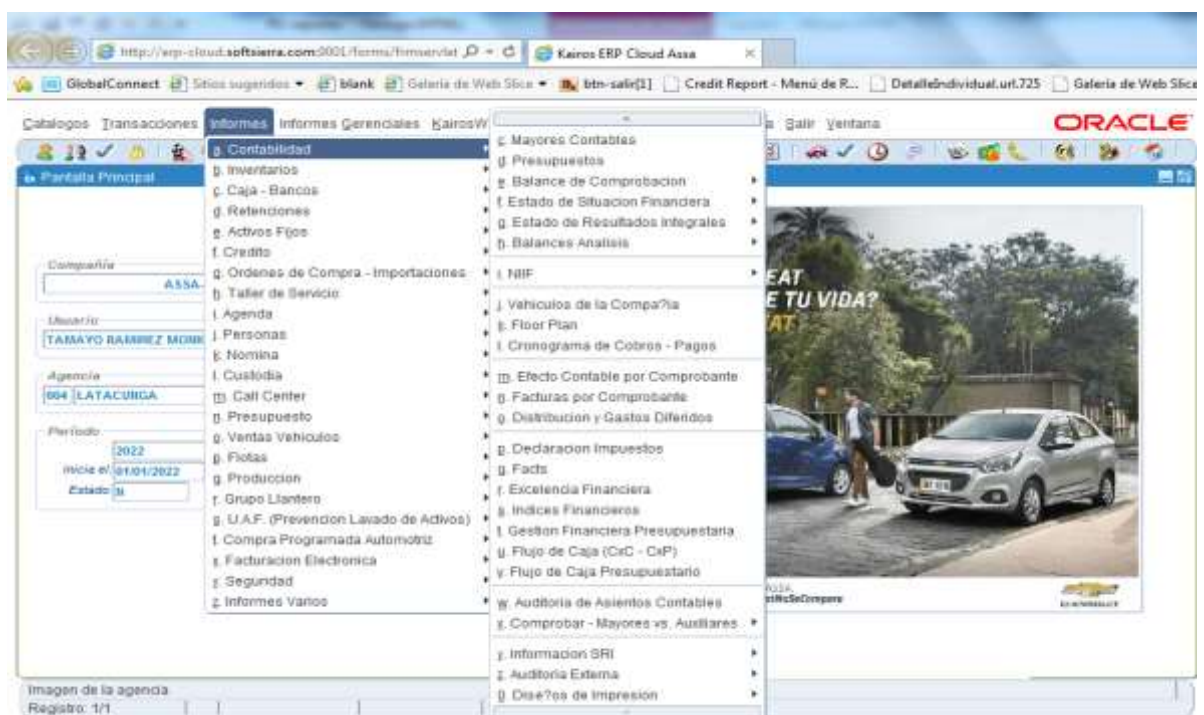 http://erp-cloud.softsierra.com:9001/forms/frmservlet
Kairos ERP Cloud Assa
GlobalConnect
Sitios sugeridos
blank
Galería de Web Slice
btn-salir[1]
Credit Report - Menú de R...
DetalleIndividual.url.725
Galería de Web Slice
Catalogos Transacciones Informes Informes Gerenciales KairosW
a Salir Ventana
ORACLE
Pantalla Principal
Compañía
ASSA
Usuario
TAMAYO RAMIREZ MONI
Agencia
004 LATACUNGA
Período
2022
Inicia el 01/01/2022
Estado N
a. Contabilidad
b. Inventarios
c. Caja - Bancos
d. Retenciones
e. Activos Fijos
f. Credito
g. Ordenes de Compra - Importaciones
h. Taller de Servicio
i. Agenda
j. Personas
k. Nomina
l. Custodia
m. Call Center
n. Presupuesto
o. Ventas Vehiculos
p. Flotas
q. Produccion
r. Grupo Llantero
s. U.A.F. (Prevencion Lavado de Activos)
t. Compra Programada Automotriz
x. Facturacion Electronica
y. Seguridad
z. Informes Varios
c. Mayores Contables
d. Presupuestos
e. Balance de Comprobacion
f. Estado de Situacion Financiera
g. Estado de Resultados Integrales
h. Balances Analisis
i. NIIF
j. Vehiculos de la Compa?ia
k. Floor Plan
l. Cronograma de Cobros - Pagos
m. Efecto Contable por Comprobante
n. Facturas por Comprobante
o. Distribucion y Gastos Diferidos
p. Declaracion Impuestos
q. Facts
r. Excelencia Financiera
s. Indices Financieros
t. Gestion Financiera Presupuestaria
u. Flujo de Caja (CxC - CxP)
v. Flujo de Caja Presupuestario
w. Auditoria de Asientos Contables
x. Comprobar - Mayores vs. Auxiliares
y. Informacion SRI
z. Auditoria Externa
0. Dise?os de Impresion
EAT
E TU VIDA?
AT
CHEVROLET
Imagen de la agencia
Registro: 1/1